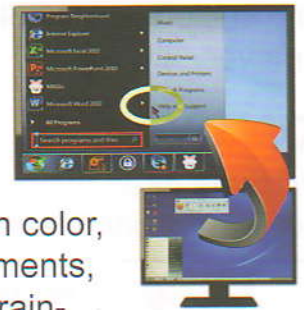 Internet Explorer
Microsoft Excel 2010
Microsoft PowerPoint 2010
Microsoft Word 2010
All Programs
Search programs and files
Music
Computer
Control Panel
Devices and Printers
Programs
Help and Support
n color,
ments,
rain-